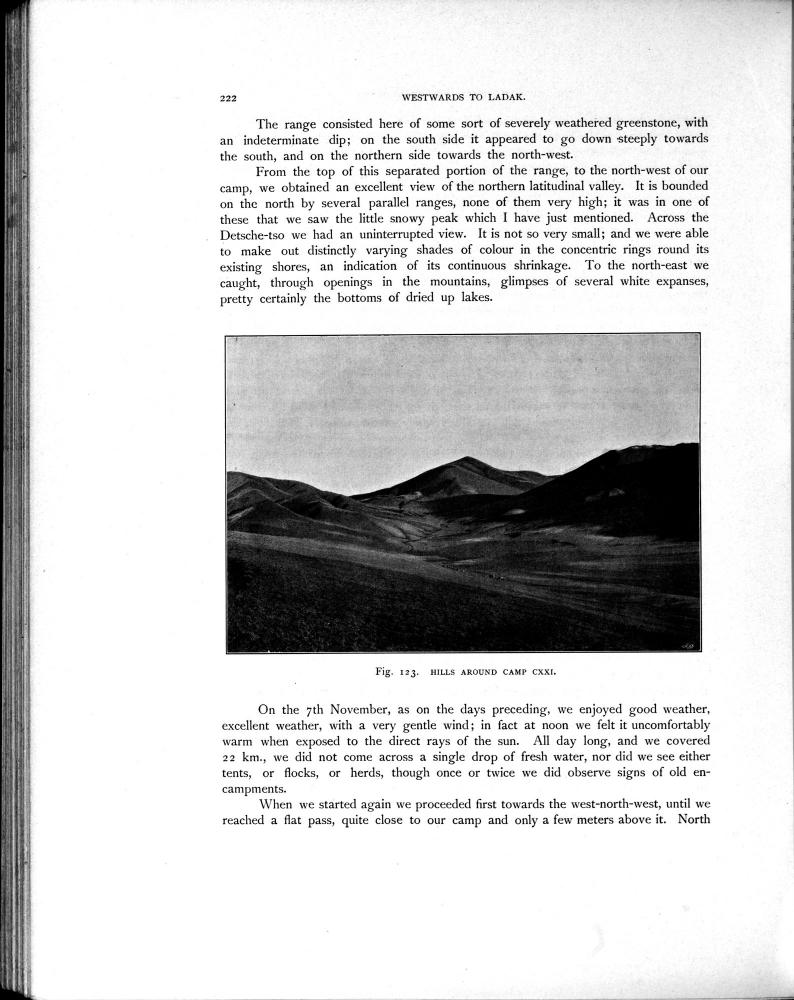 222
WESTWARDS TO LADAK.
The range consisted here of some sort of severely weathered greenstone, with
an indeterminate dip; on the south side it appeared to go down steeply towards
the south, and on the northern side towards the north-west.
From the top of this separated portion of the range, to the north-west of our
camp, we obtained an excellent view of the northern latitudinal valley. It is bounded
on the north by several parallel ranges, none of them very high; it was in one of
these that we saw the little snowy peak which I have just mentioned. Across the
Detsche-tso we had an uninterrupted view. It is not so very small; and we were able
to make out distinctly varying shades of colour in the concentric rings round its
existing shores, an indication of its continuous shrinkage. To the north-east we
caught, through openings in the mountains, glimpses of several white expanses,
pretty certainly the bottoms of dried up lakes.
Fig. 123. HILLS AROUND CAMP CXXI.
On the 7th November, as on the days preceding, we enjoyed good weather,
excellent weather, with a very gentle wind; in fact at noon we felt it uncomfortably
warm when exposed to the direct rays of the sun. All day long, and we covered
22 km., we did not come across a single drop of fresh water, nor did we see either
tents, or flocks, or herds, though once or twice we did observe signs of old en-
campments.
When we started again we proceeded first towards the west-north-west, until we
reached a flat pass, quite close to our camp and only a few meters above it. North